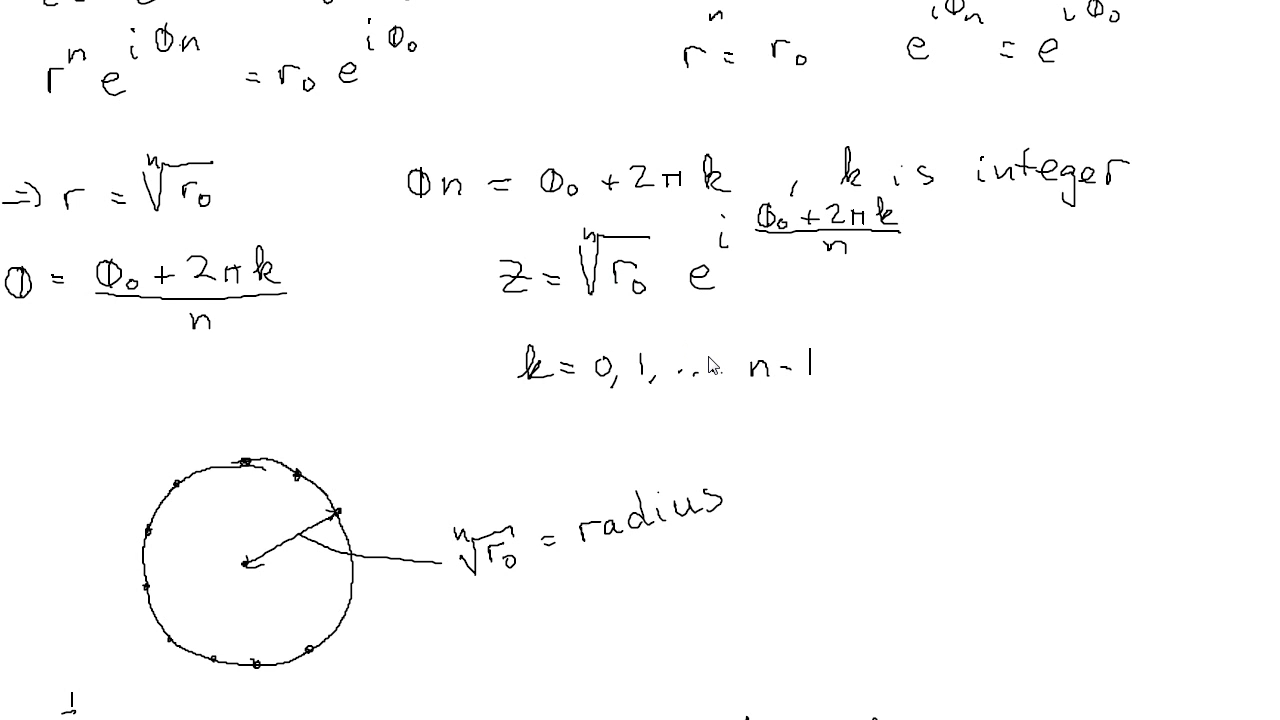 r^n e^{iΦn} = r₀ e^{iΦ₀}
r^n = r₀ e^{iΦn} = e^{iΦ₀}
⇒ r = ⁿ√r₀
Φn = Φ₀ + 2πk , k is integer
Φ = (Φ₀ + 2πk)/n
z = ⁿ√r₀ e^{i (Φ₀ + 2πk)/n}
k = 0, 1, ... n - 1
ⁿ√r₀ = radius